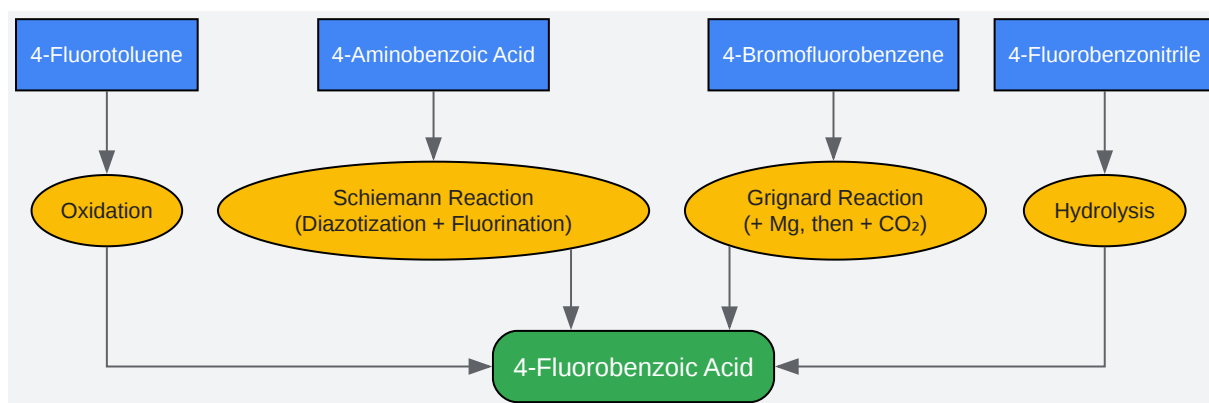 4-Fluorotoluene
4-Aminobenzoic Acid
4-Bromofluorobenzene
4-Fluorobenzonitrile
Oxidation
Schiemann Reaction
(Diazotization + Fluorination)
Grignard Reaction
(+ Mg, then + CO₂)
Hydrolysis
4-Fluorobenzoic Acid